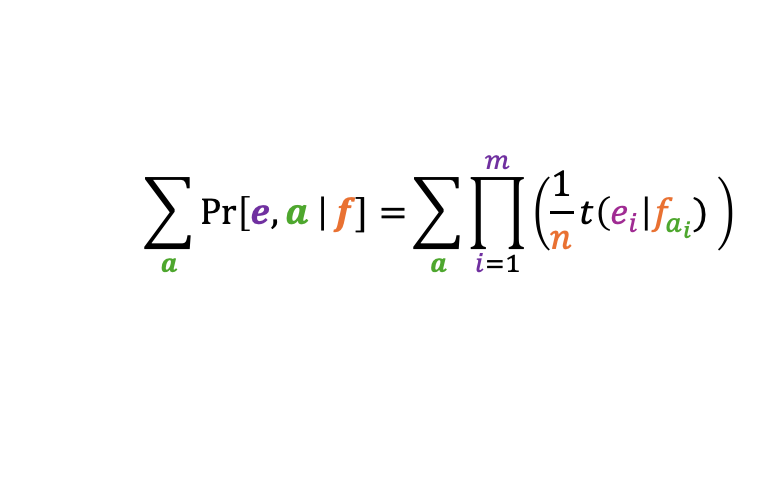 ∑_a Pr[e, a | f] = ∑_a ∏_{i=1}^{m} (1/n t(e_i|f_{a_i}))